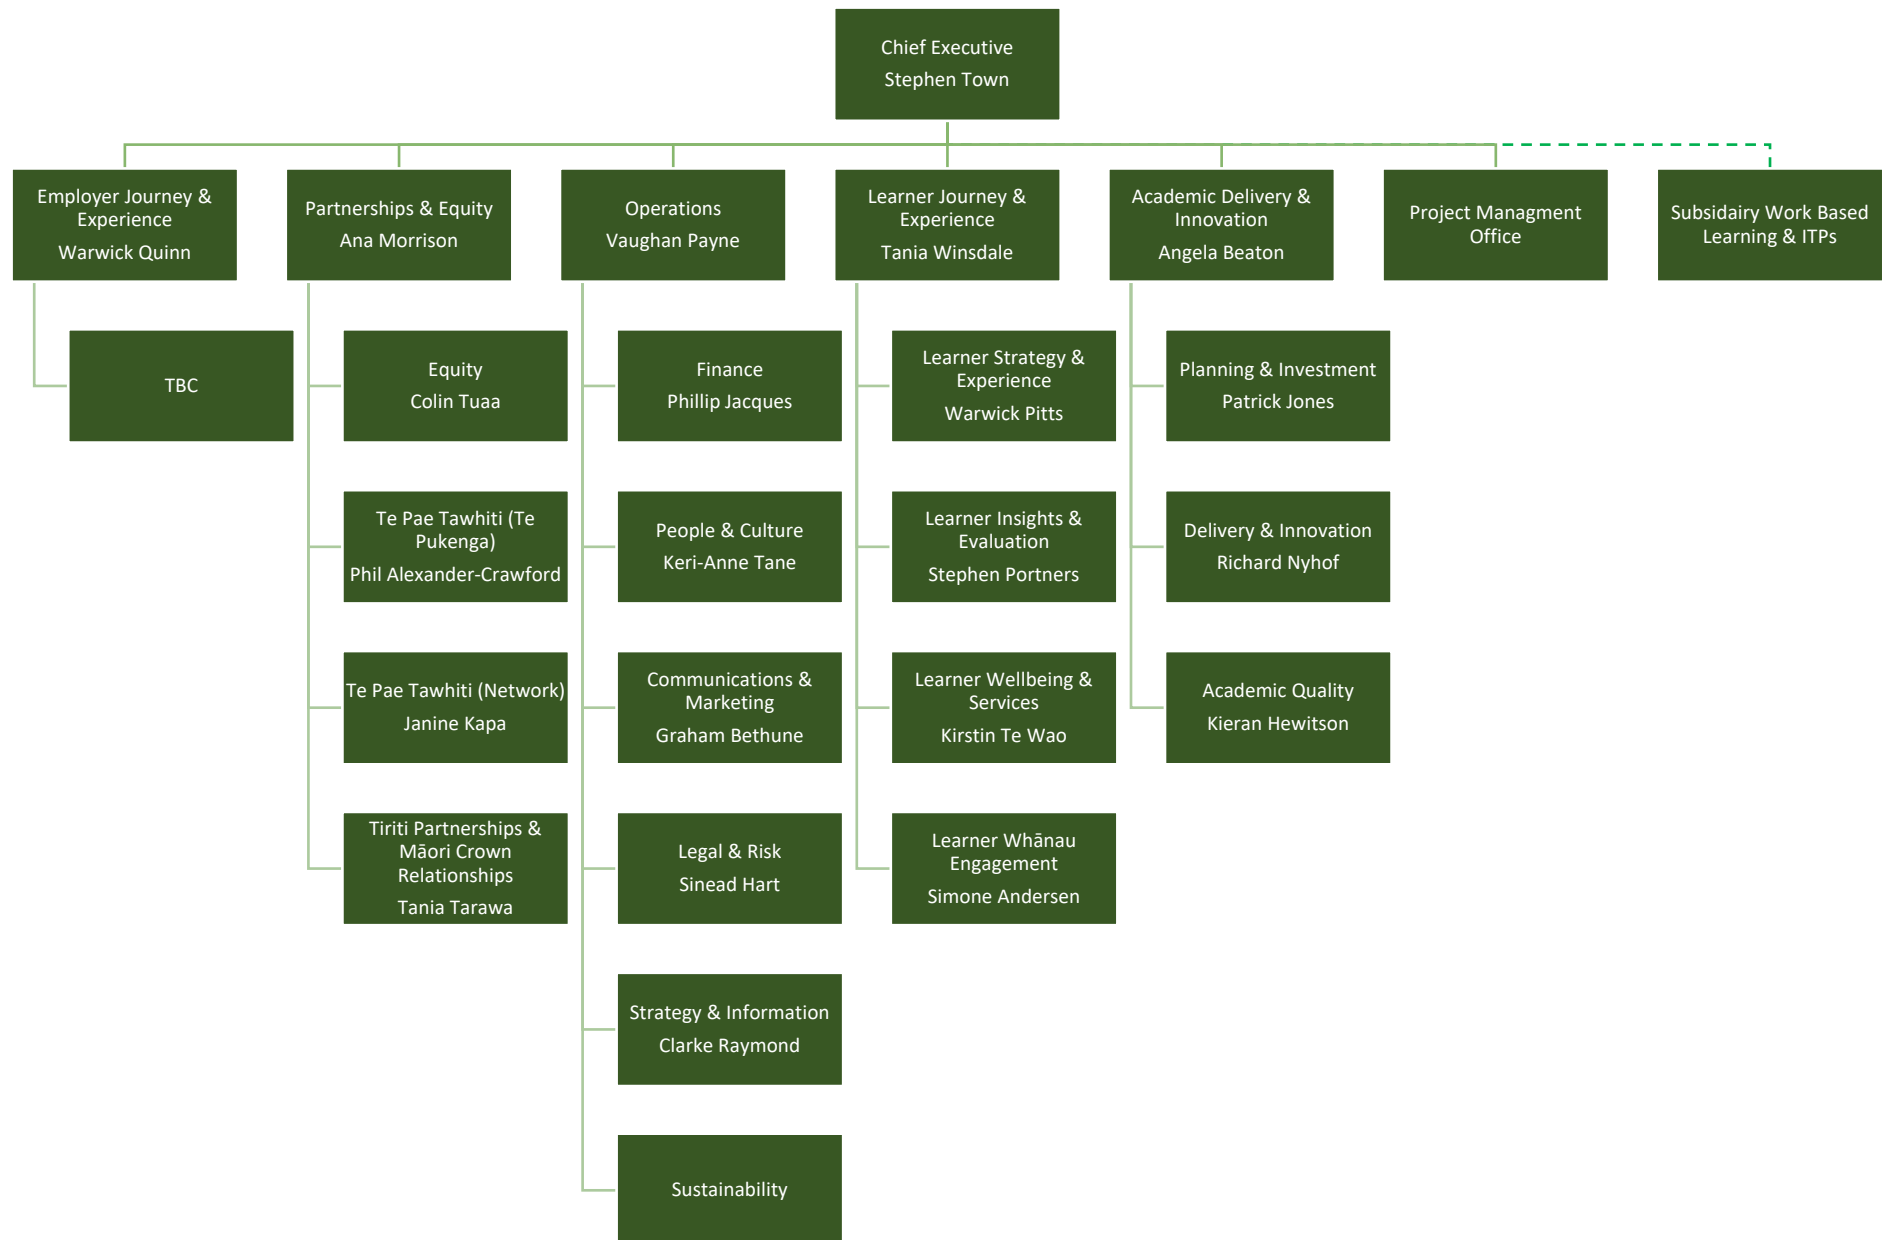 Chief Executive
Stephen Town
Employer Journey &
Experience
Warwick Quinn
Partnerships & Equity
Ana Morrison
Operations
Vaughan Payne
Learner Journey &
Experience
Tania Winsdale
Academic Delivery &
Innovation
Angela Beaton
Project Managment
Office
Subsidairy Work Based
Learning & ITPs
TBC
Equity
Colin Tuaa
Finance
Phillip Jacques
Learner Strategy &
Experience
Warwick Pitts
Planning & Investment
Patrick Jones
Te Pae Tawhiti (Te
Pukenga)
Phil Alexander-Crawford
People & Culture
Keri-Anne Tane
Learner Insights &
Evaluation
Stephen Portners
Delivery & Innovation
Richard Nyhof
Te Pae Tawhiti (Network)
Janine Kapa
Communications &
Marketing
Graham Bethune
Learner Wellbeing &
Services
Kirstin Te Wao
Academic Quality
Kieran Hewitson
Tiriti Partnerships &
Māori Crown
Relationships
Tania Tarawa
Legal & Risk
Sinead Hart
Learner Whānau
Engagement
Simone Andersen
Strategy & Information
Clarke Raymond
Sustainability